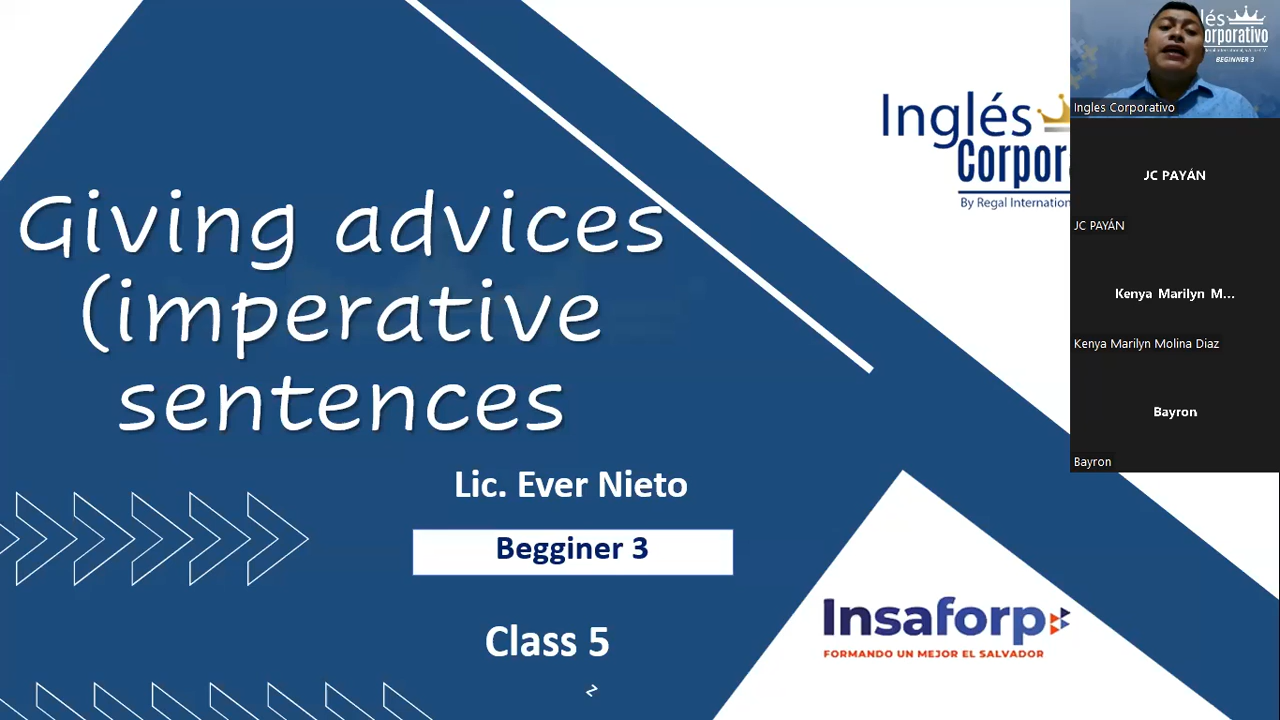 Giving advices
(imperative
sentences
Lic. Ever Nieto
Begginer 3
Class 5
z
Inglés
Corpor
By Regal Internation
Insaforp
FORMANDO UN MEJOR EL SALVADOR
lés
orporativo
BEGINNER 3
Ingles Corporativo
JC PAYÁN
JC PAYÁN
Kenya Marilyn M...
Kenya Marilyn Molina Diaz
Bayron
Bayron